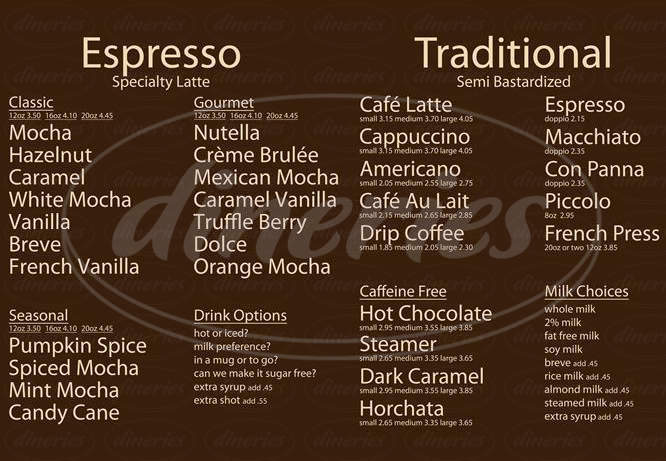 Espresso
Specialty Latte
Classic
12oz 3.50 16oz 4.10 20oz 4.45
Mocha
Hazelnut
Caramel
White Mocha
Vanilla
Breve
French Vanilla
Gourmet
12oz 3.50 16oz 4.10 20oz 4.45
Nutella
Crème Brulée
Mexican Mocha
Caramel Vanilla
Truffle Berry
Dolce
Orange Mocha
Seasonal
12oz 3.50 16oz 4.10 20oz 4.45
Pumpkin Spice
Spiced Mocha
Mint Mocha
Candy Cane
Drink Options
hot or iced?
milk preference?
in a mug or to go?
can we make it sugar free?
extra syrup add .45
extra shot add .55
Traditional
Semi Bastardized
Café Latte
small 3.15 medium 3.70 large 4.05
Cappuccino
small 3.15 medium 3.70 large 4.05
Americano
small 2.05 medium 2.55 large 2.75
Café Au Lait
small 2.15 medium 2.65 large 2.85
Drip Coffee
small 1.85 medium 2.05 large 2.30
Espresso
doppio 2.15
Macchiato
doppio 2.35
Con Panna
doppio 2.35
Piccolo
8oz 2.95
French Press
20oz or two 12oz 3.85
Caffeine Free
Hot Chocolate
small 2.95 medium 3.55 large 3.85
Steamer
small 2.65 medium 3.35 large 3.65
Dark Caramel
small 2.95 medium 3.55 large 3.85
Horchata
small 2.65 medium 3.35 large 3.65
Milk Choices
whole milk
2% milk
fat free milk
soy milk
breve add .45
rice milk add .45
almond milk add .45
steamed milk add .45
extra syrup add .45
dineries